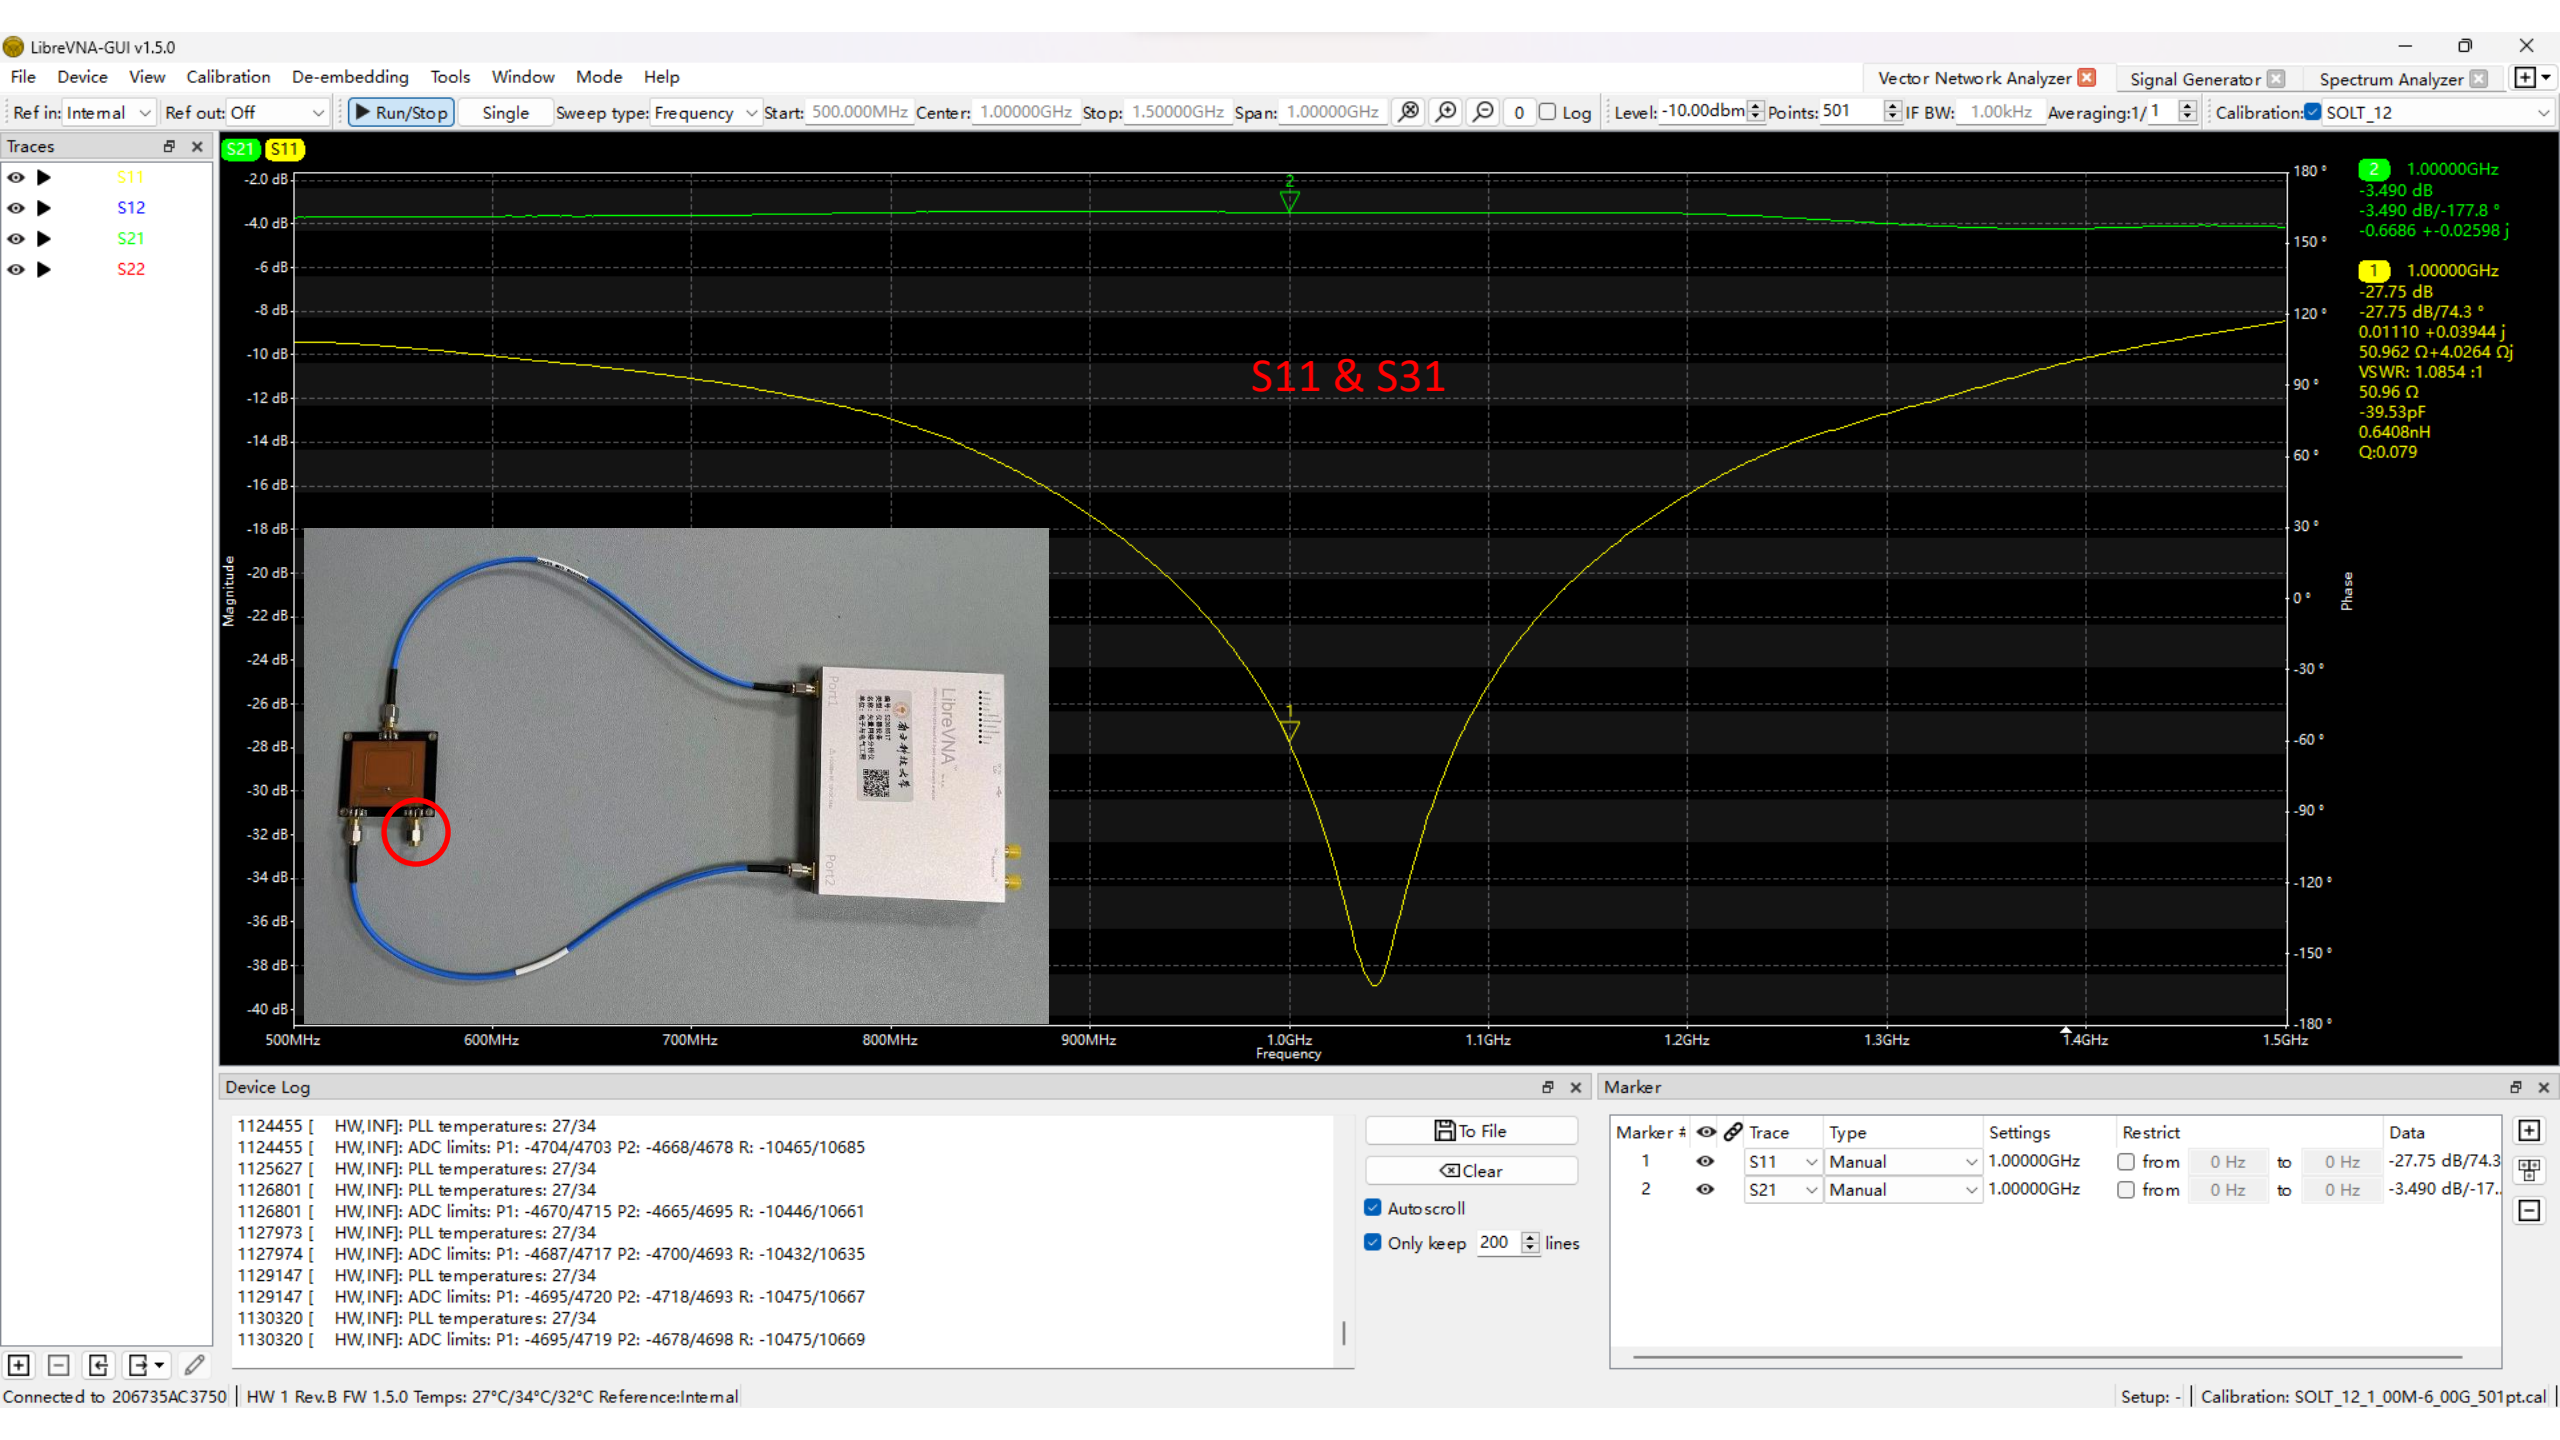 LibreVNA-GUI v1.5.0
File Device View Calibration De-embedding Tools Window Mode Help
Vector Network Analyzer Signal Generator Spectrum Analyzer
Ref in: Internal Ref out: Off Run/Stop Single Sweep type: Frequency Start: 500.000MHz Center: 1.00000GHz Stop: 1.50000GHz Span: 1.00000GHz 0 Log Level: -10.00dbm Points: 501 IF BW: 1.00kHz Averaging:1/ 1 Calibration: SOLT_12
Traces
S11
S12
S21
S22
S21 S11
-2.0 dB
-4.0 dB
-6 dB
-8 dB
-10 dB
-12 dB
-14 dB
-16 dB
-18 dB
-20 dB
-22 dB
-24 dB
-26 dB
-28 dB
-30 dB
-32 dB
-34 dB
-36 dB
-38 dB
-40 dB
Magnitude
2
1
S11 & S31
Port1
Port2
LibreVNA
南方科技大学
180 °
150 °
120 °
90 °
60 °
30 °
0 °
-30 °
-60 °
-90 °
-120 °
-150 °
-180 °
Phase
500MHz 600MHz 700MHz 800MHz 900MHz 1.0GHz 1.1GHz 1.2GHz 1.3GHz 1.4GHz 1.5GHz
Frequency
2 1.00000GHz
-3.490 dB
-3.490 dB/-177.8 °
-0.6686 +-0.02598 j
1 1.00000GHz
-27.75 dB
-27.75 dB/74.3 °
0.01110 +0.03944 j
50.962 Ω+4.0264 Ωj
VSWR: 1.0854 :1
50.96 Ω
-39.53pF
0.6408nH
Q:0.079
Device Log
1124455 [ HW,INF]: PLL temperatures: 27/34
1124455 [ HW,INF]: ADC limits: P1: -4704/4703 P2: -4668/4678 R: -10465/10685
1125627 [ HW,INF]: PLL temperatures: 27/34
1126801 [ HW,INF]: PLL temperatures: 27/34
1126801 [ HW,INF]: ADC limits: P1: -4670/4715 P2: -4665/4695 R: -10446/10661
1127973 [ HW,INF]: PLL temperatures: 27/34
1127974 [ HW,INF]: ADC limits: P1: -4687/4717 P2: -4700/4693 R: -10432/10635
1129147 [ HW,INF]: PLL temperatures: 27/34
1129147 [ HW,INF]: ADC limits: P1: -4695/4720 P2: -4718/4693 R: -10475/10667
1130320 [ HW,INF]: PLL temperatures: 27/34
1130320 [ HW,INF]: ADC limits: P1: -4695/4719 P2: -4678/4698 R: -10475/10669
To File
Clear
Autoscroll
Only keep 200 lines
Marker
Marker # Trace Type Settings Restrict Data
1 S11 Manual 1.00000GHz from 0 Hz to 0 Hz -27.75 dB/74.3
2 S21 Manual 1.00000GHz from 0 Hz to 0 Hz -3.490 dB/-17..
Connected to 206735AC3750 HW 1 Rev.B FW 1.5.0 Temps: 27°C/34°C/32°C Reference:Internal
Setup: - Calibration: SOLT_12_1_00M-6_00G_501pt.cal